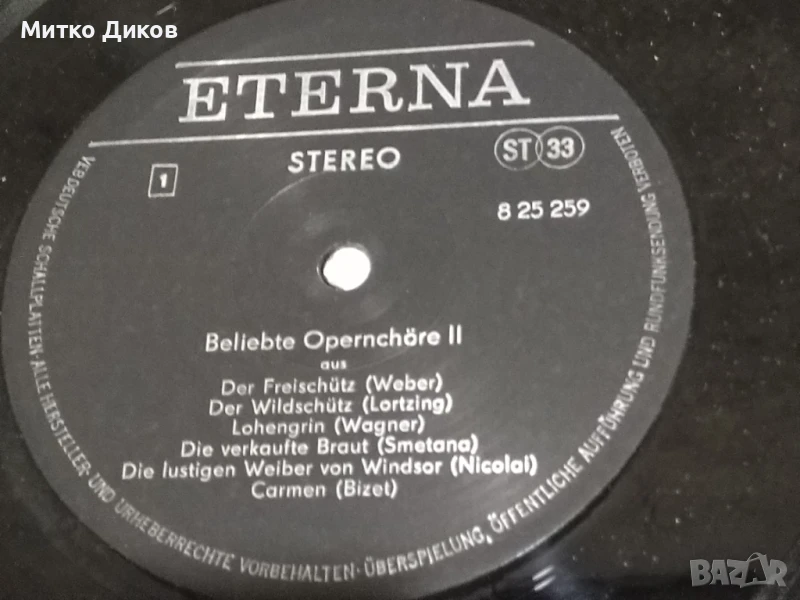 Митко Диков
ETERNA
STEREO
ST 33
1
8 25 259
Beliebte Opernchöre II
aus
Der Freischütz (Weber)
Der Wildschütz (Lortzing)
Lohengrin (Wagner)
Die verkaufte Braut (Smetana)
Die lustigen Weiber von Windsor (Nicolai)
Carmen (Bizet)
VEB DEUTSCHE SCHALLPLATTEN · ALLE HERSTELLER- UND URHEBERRECHTE VORBEHALTEN · ÜBERSPIELUNG, ÖFFENTLICHE AUFFÜHRUNG UND RUNDFUNKSENDUNG VERBOTEN
BAZAR